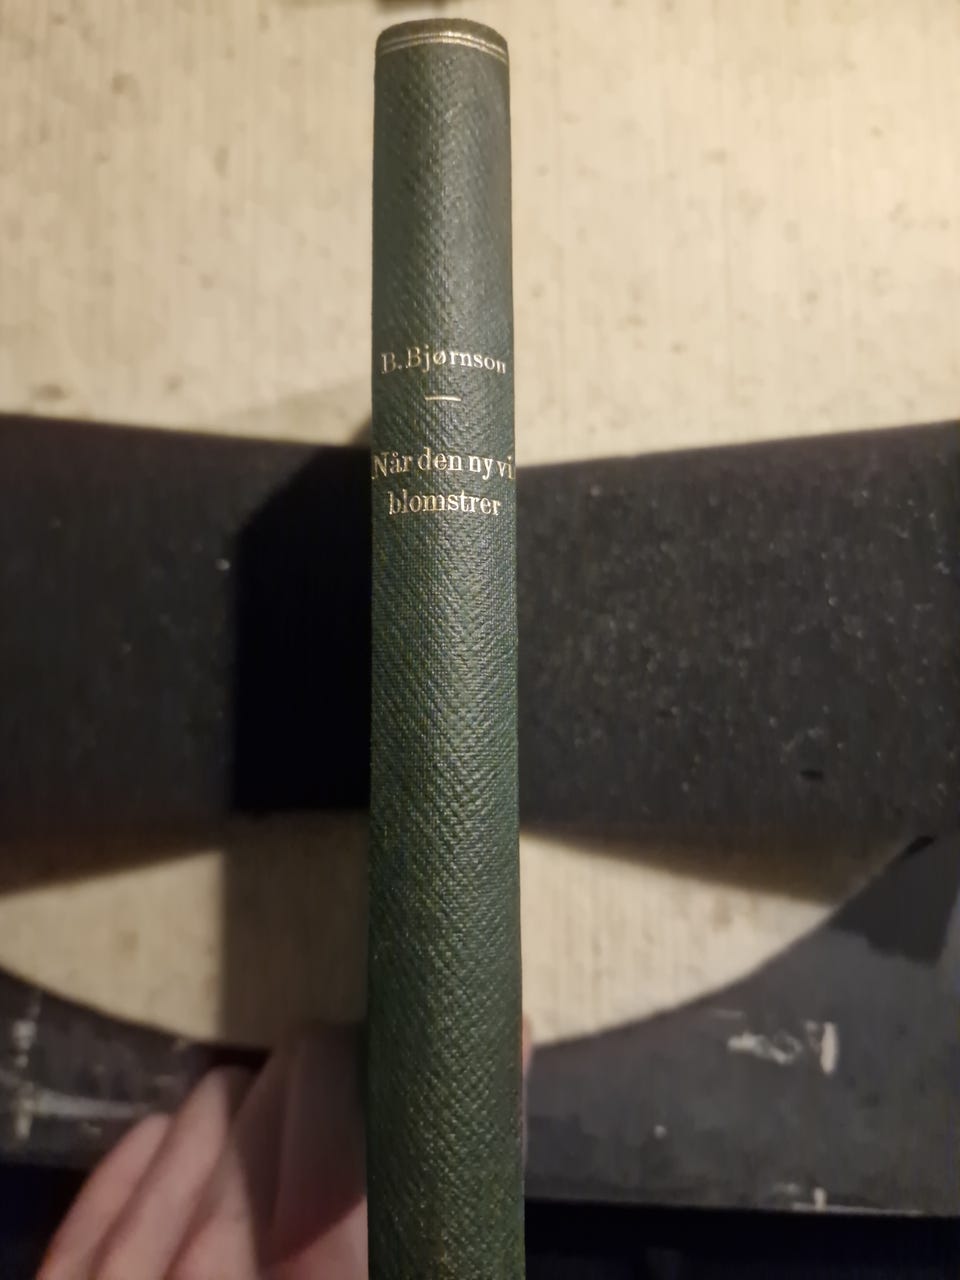 B. Bjørnson
Når den ny vin
blomstrer